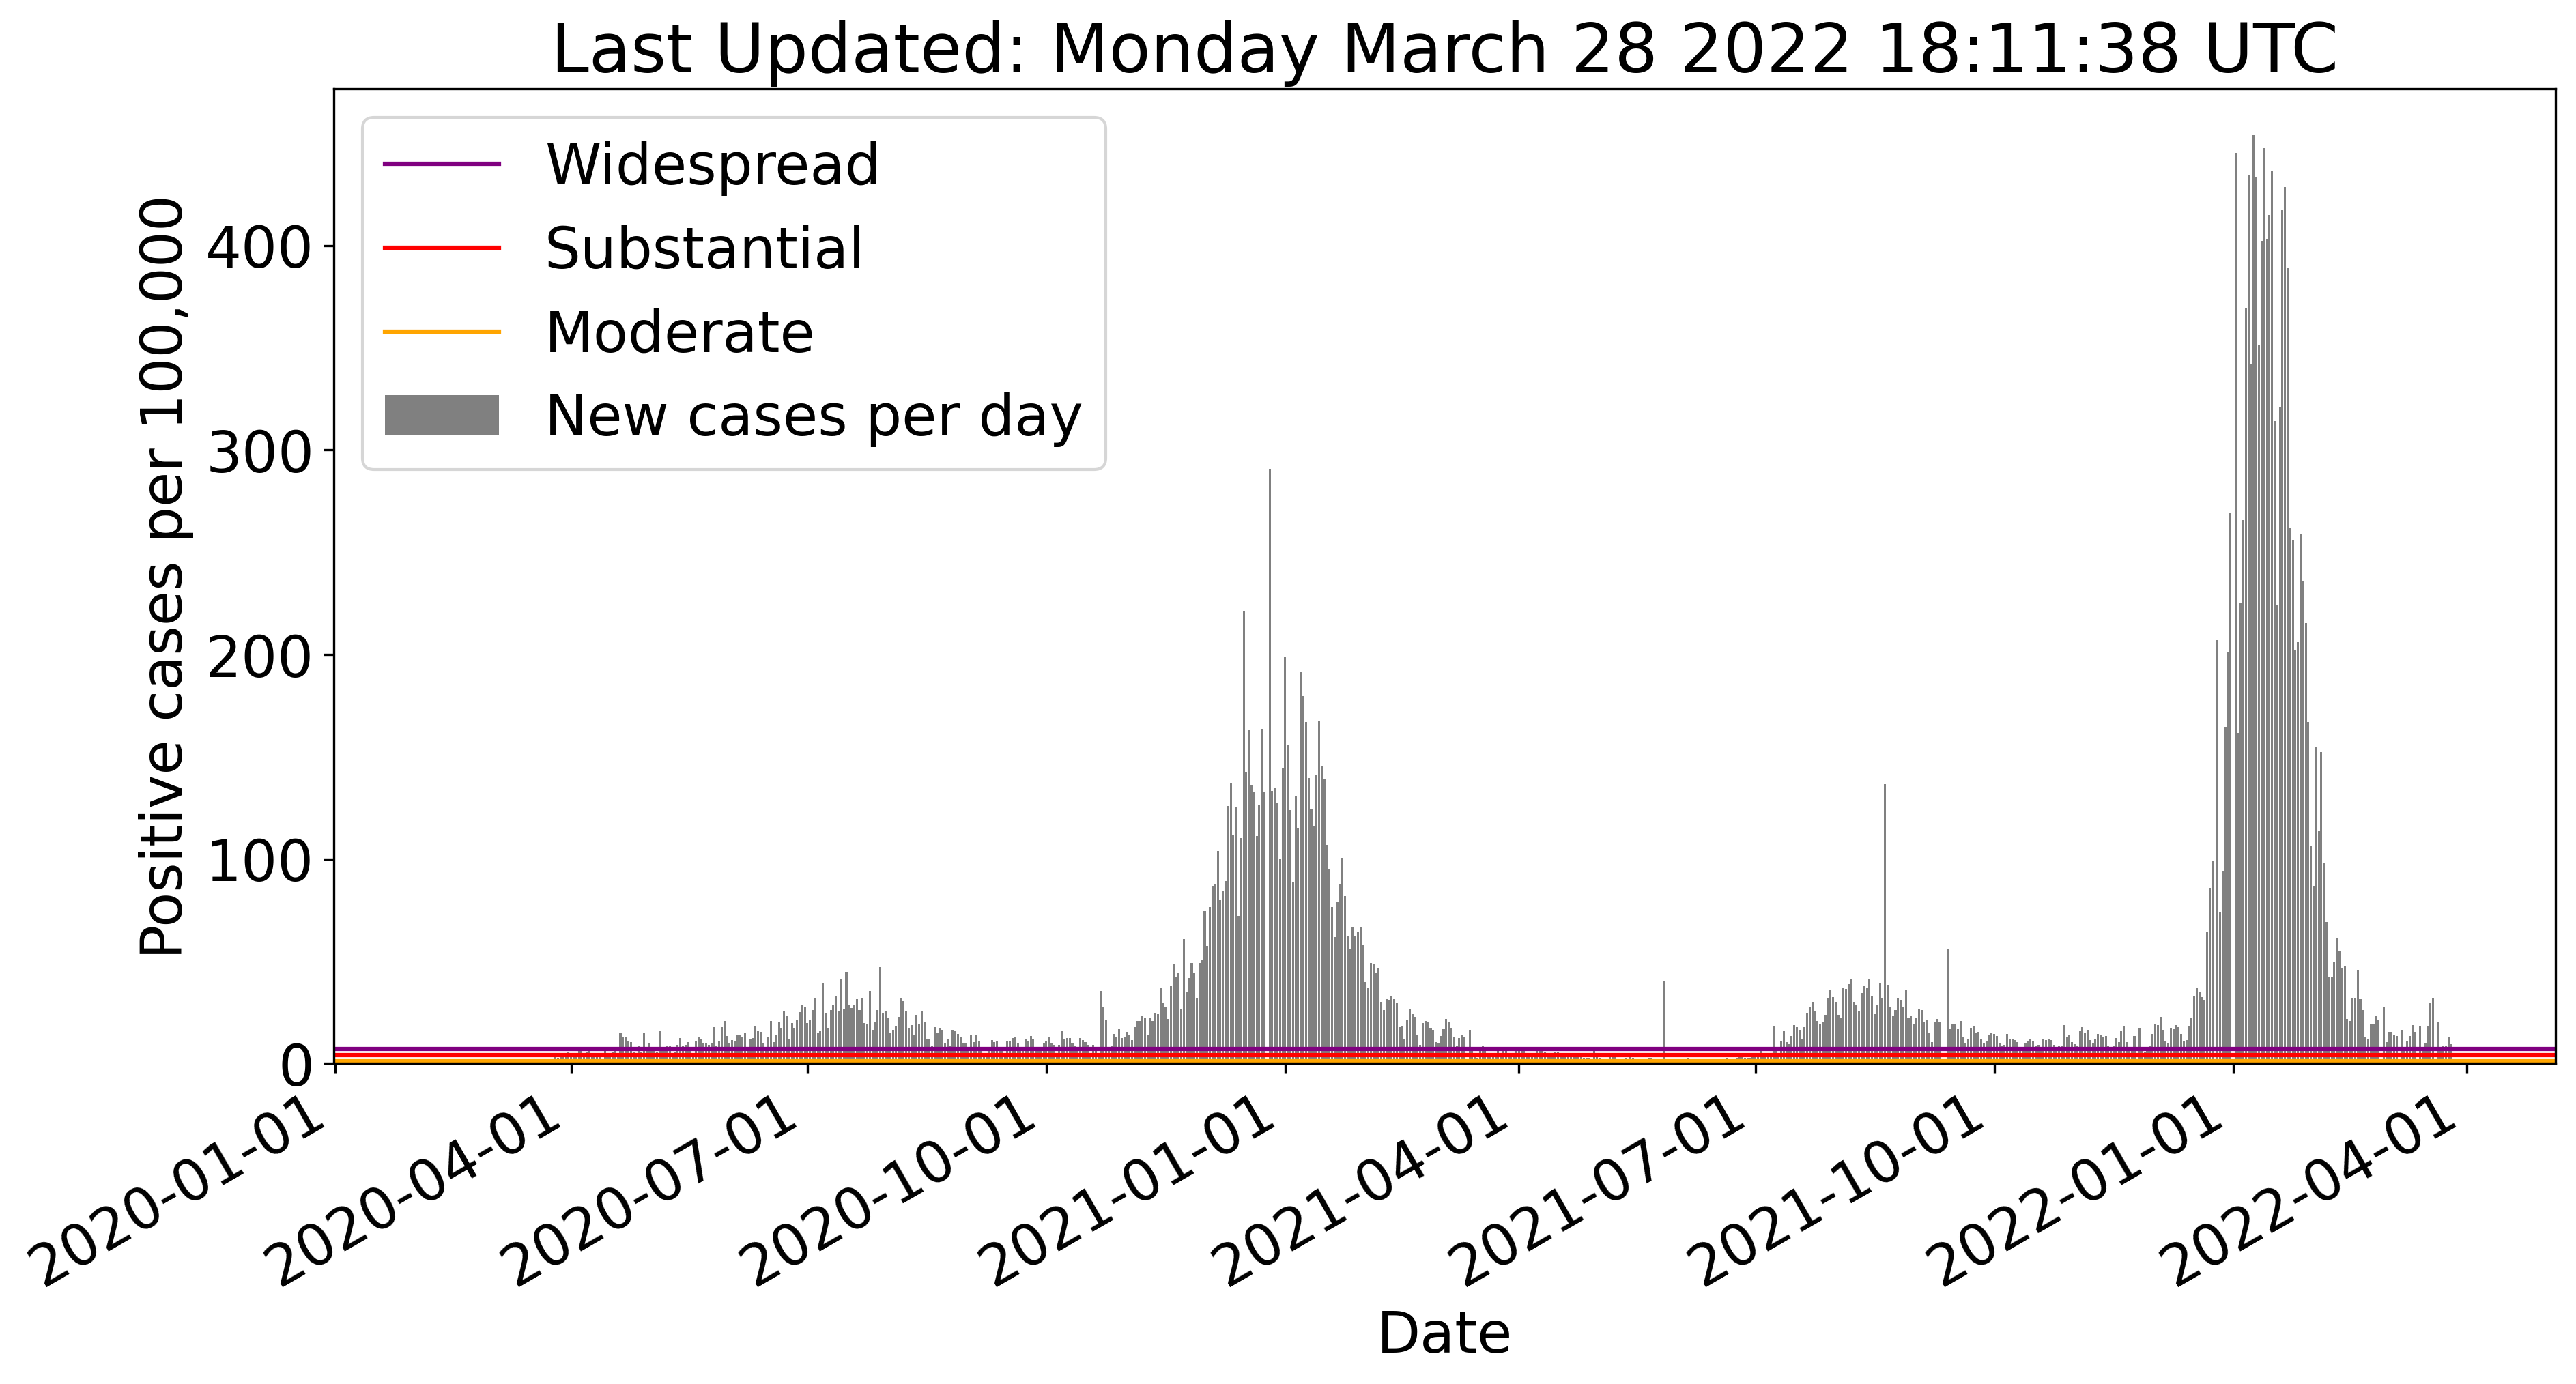 Last Updated: Monday March 28 2022 18:11:38 UTC
Widespread
Substantial
Moderate
New cases per day
Positive cases per 100,000
400
300
200
100
0
2020-01-01
2020-04-01
2020-07-01
2020-10-01
2021-01-01
2021-04-01
2021-07-01
2021-10-01
2022-01-01
2022-04-01
Date